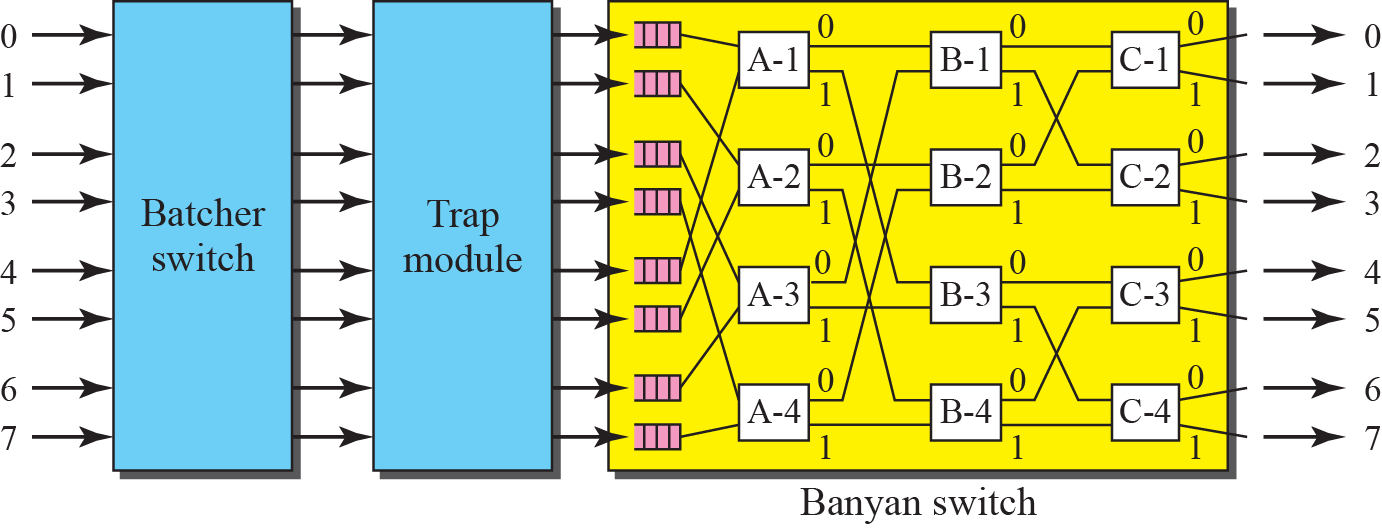 0 0 0 0 0
A-1 B-1 C-1
1 1 1 1 1
0 0 0 2
2 A-2 B-2 C-2
3 1 1 1 3
Batcher switch
Trap module
4 0 0 0 4
A-3 B-3 C-3
5 1 1 1 5
6 0 0 0 6
A-4 B-4 C-4
7 1 1 1 7
Banyan switch